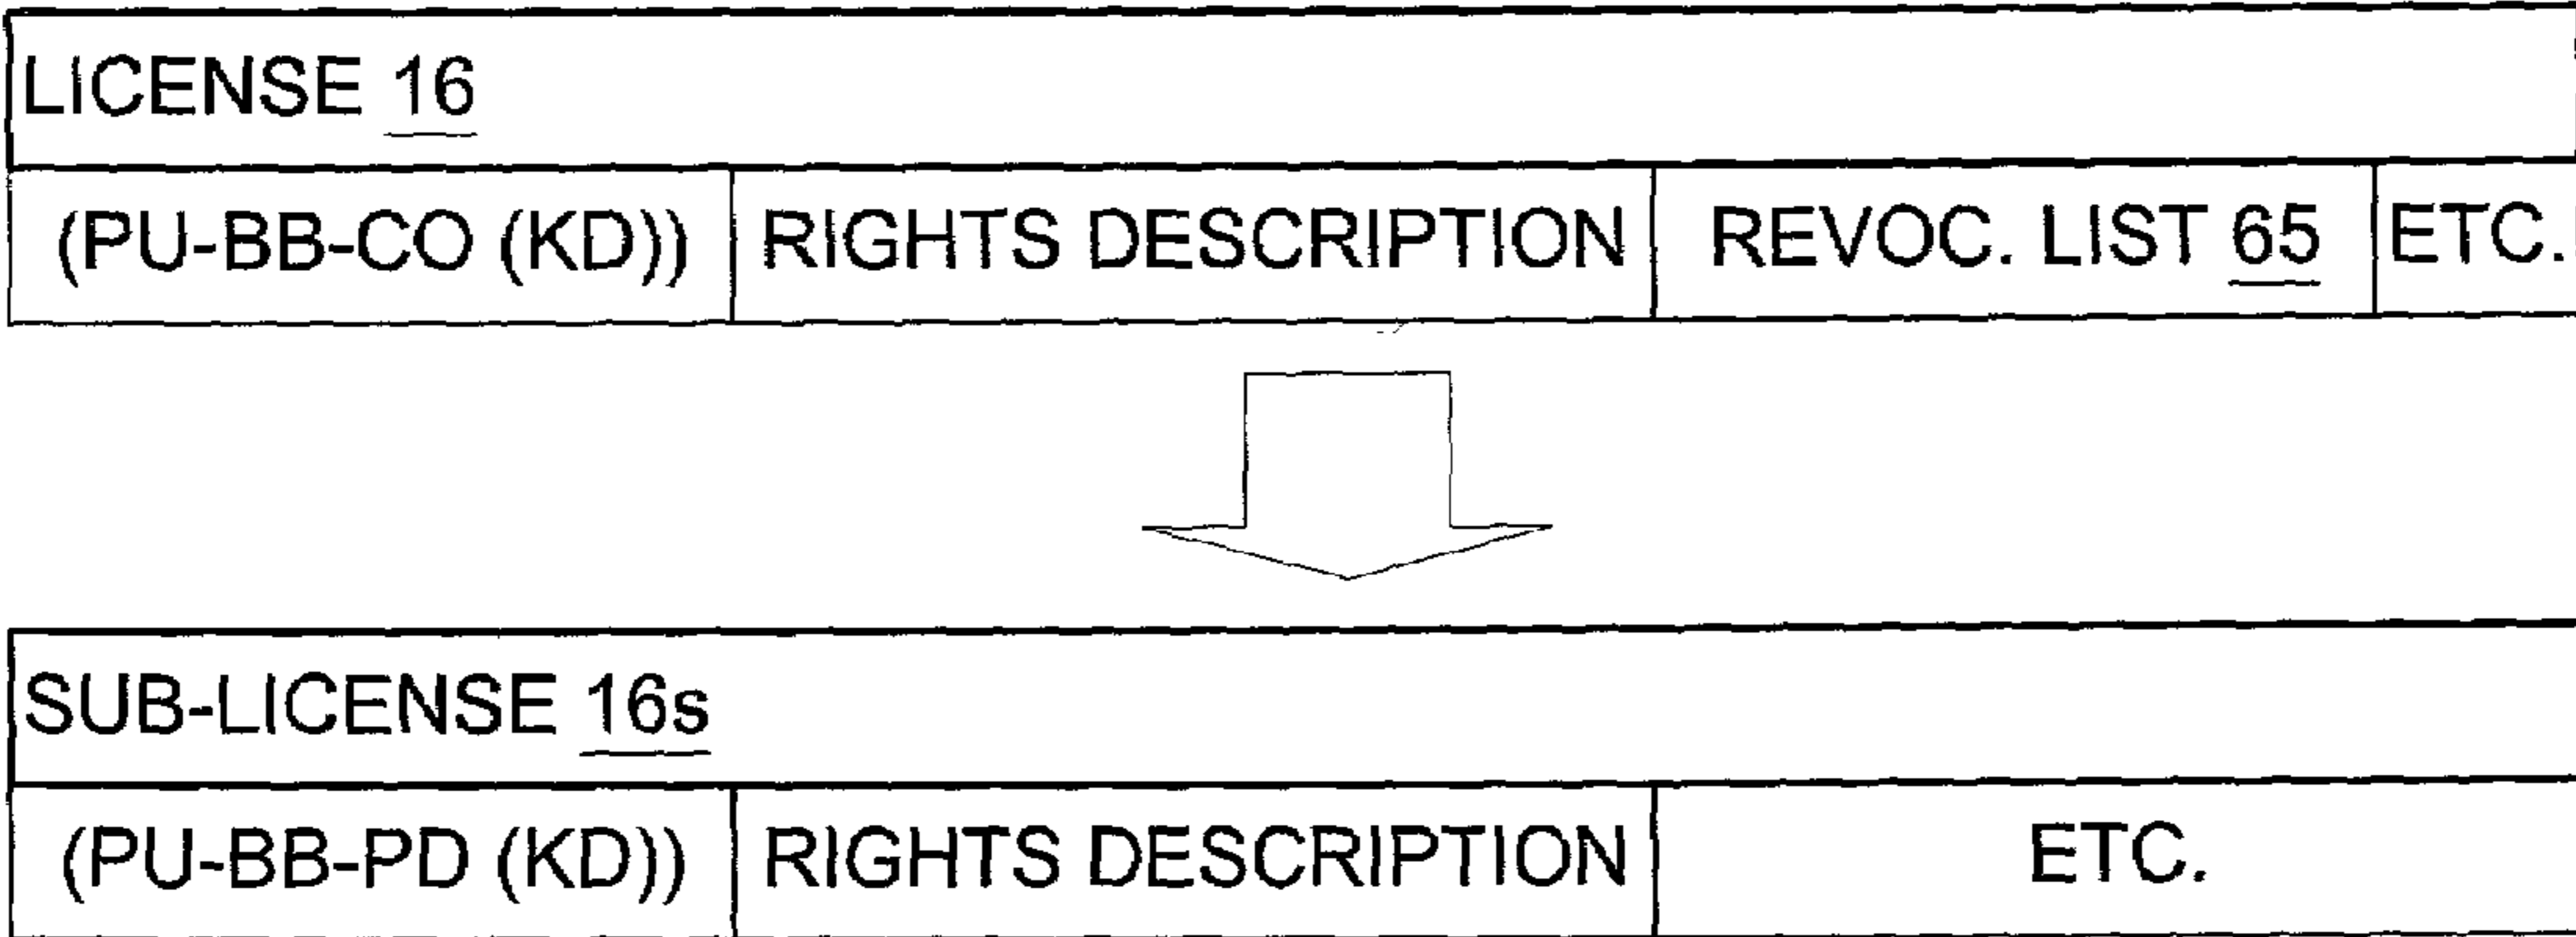 LICENSE 16
(PU-BB-CO (KD)) RIGHTS DESCRIPTION REVOC. LIST 65 ETC.
SUB-LICENSE 16s
(PU-BB-PD (KD)) RIGHTS DESCRIPTION ETC.